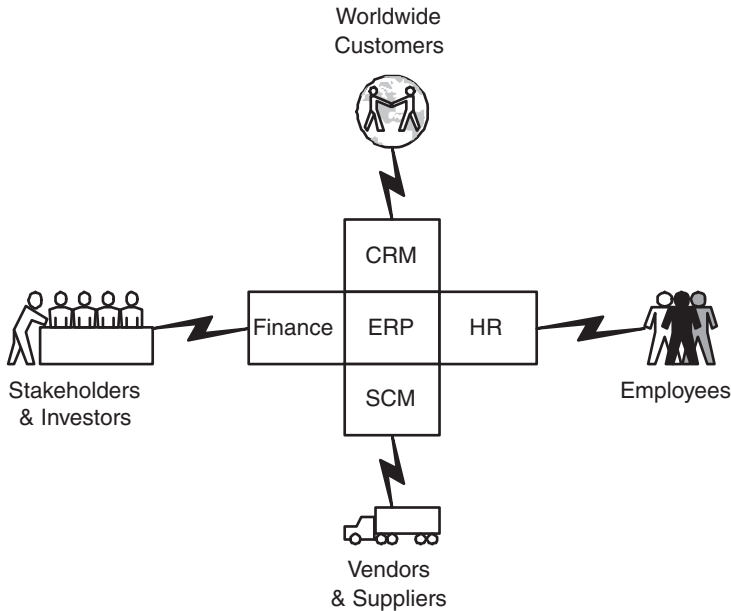 Worldwide
Customers
CRM
Finance
ERP
HR
SCM
Stakeholders
& Investors
Employees
Vendors
& Suppliers